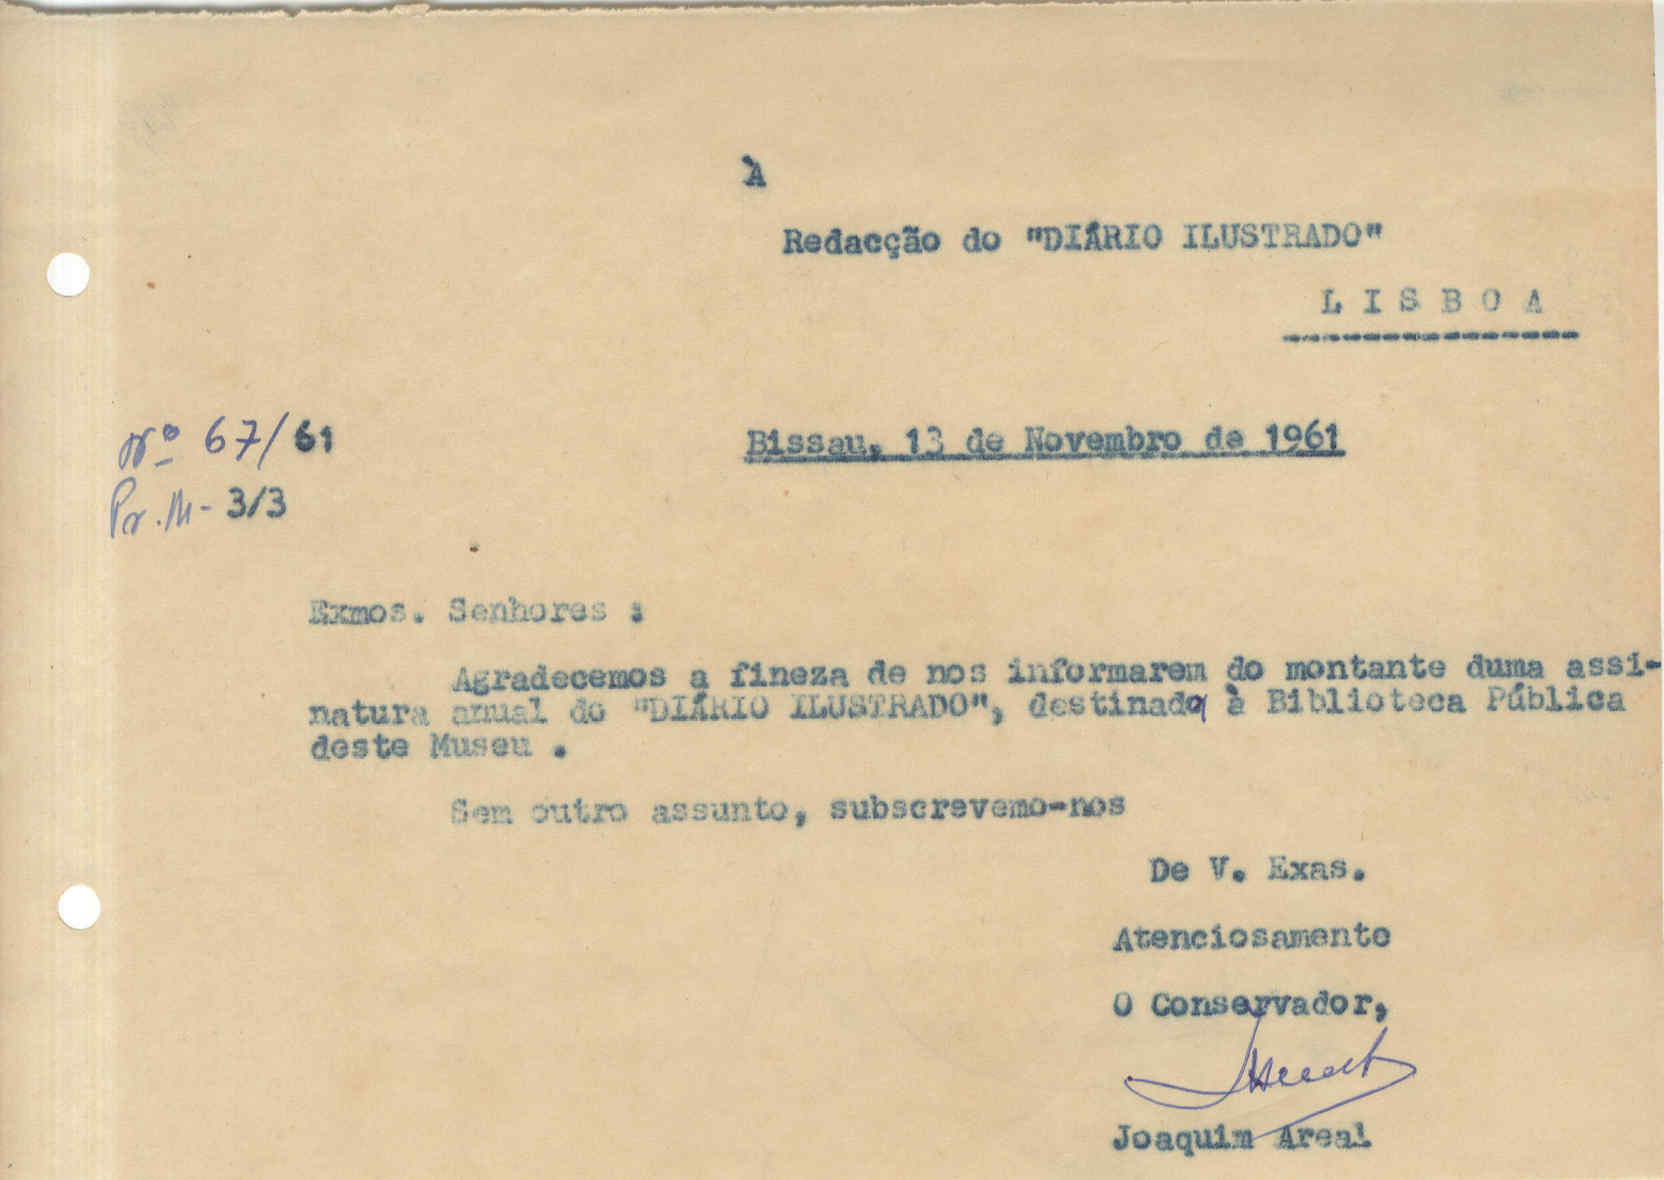 À
Redacção do "DIÁRIO ILUSTRADO"
L I S B O A
Nº 67/61
Bissau, 13 de Novembro de 1961
Pr. M- 3/3
Exmos. Senhores :
Agradecemos a fineza de nos informarem do montante duma assi-
natura anual do "DIÁRIO ILUSTRADO", destinada à Biblioteca Pública
deste Museu .
Sem outro assunto, subscrevemo-nos
De V. Exas.
Atenciosamente
O Conservador,
Joaquim Areal